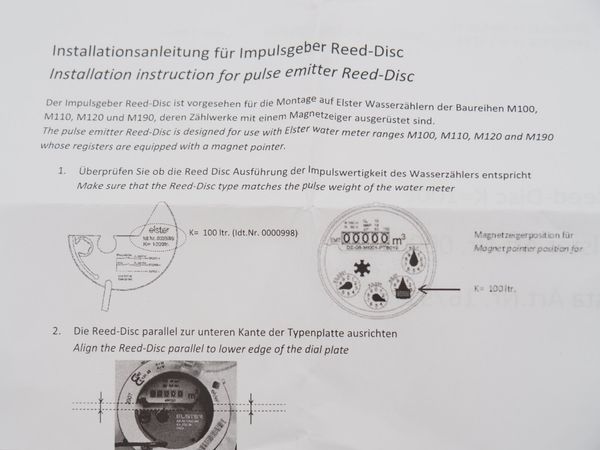 Installationsanleitung für Impulsgeber Reed-Disc
Installation instruction for pulse emitter Reed-Disc
Der Impulsgeber Reed-Disc ist vorgesehen für die Montage auf Elster Wasserzählern der Baureihen M100,
M110, M120 und M190, deren Zählwerke mit einem Magnetzeiger ausgerüstet sind.
The pulse emitter Reed-Disc is designed for use with Elster water meter ranges M100, M110, M120 and M190
whose registers are equipped with a magnet pointer.
1. Überprüfen Sie ob die Reed Disc Ausführung der Impulswertigkeit des Wasserzählers entspricht
Make sure that the Reed-Disc type matches the pulse weight of the water meter
elster
K= 100 ltr. (Idt.Nr. 0000998)
00000 m³
Magnetzeigerposition für
Magnet pointer position for
K= 100 ltr.
2. Die Reed-Disc parallel zur unteren Kante der Typenplatte ausrichten
Align the Reed-Disc parallel to lower edge of the dial plate
ELSTER